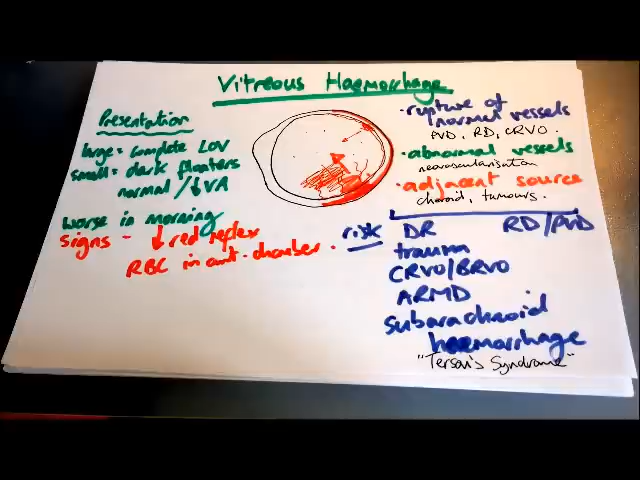 Vitreous Haemorrhage
Presentation
large = complete LOV
small = dark floaters
normal / ↓ VA
worse in morning
signs - ↓ red reflex
RBC in ant. chamber.
• rupture of
normal vessels
PVD, RD, CRVO.
• abnormal vessels
neovascularisation
• adjacent source
choroid, tumours.
risk DR RD/PVD
trauma
CRVO/BRVO
ARMD
subarachnoid
haemorrhage
"Terson's Syndrome"